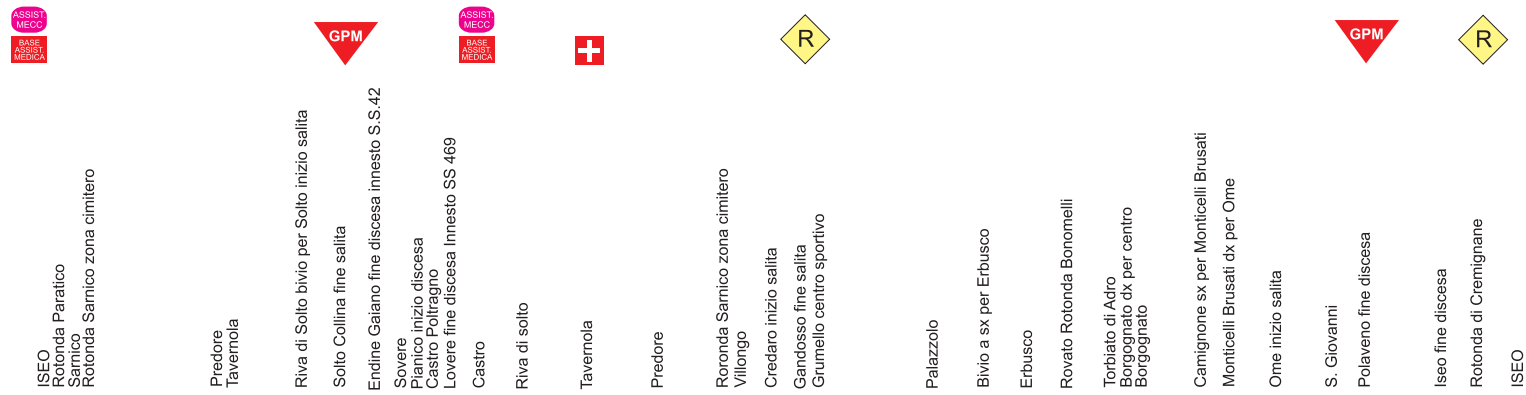 ASSIST.
MECC
BASE
ASSIST.
MEDICA
GPM
ASSIST.
MECC
BASE
ASSIST.
MEDICA
R
GPM
R
ISEO
Rotonda Paratico
Sarnico
Rotonda Sarnico zona cimitero
Predore
Tavernola
Riva di Solto bivio per Solto inizio salita
Solto Collina fine salita
Endine Gaiano fine discesa innesto S.S.42
Sovere
Pianico inizio discesa
Castro Poltragno
Lovere fine discesa Innesto SS 469
Castro
Riva di solto
Tavernola
Predore
Roronda Sarnico zona cimitero
Villongo
Credaro inizio salita
Gandosso fine salita
Grumello centro sportivo
Palazzolo
Bivio a sx per Erbusco
Erbusco
Rovato Rotonda Bonomelli
Torbiato di Adro
Borgognato dx per centro
Borgognato
Camignone sx per Monticelli Brusati
Monticelli Brusati dx per Ome
Ome inizio salita
S. Giovanni
Polaveno fine discesa
Iseo fine discesa
Rotonda di Cremignane
ISEO